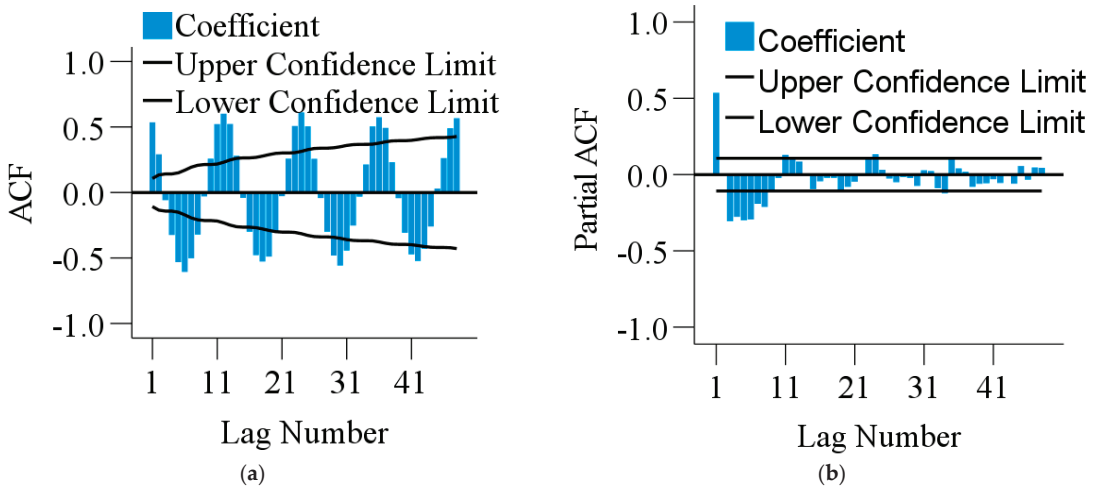 Coefficient
Upper Confidence Limit
Lower Confidence Limit
1.0
0.5
0.0
-0.5
-1.0
ACF
1 11 21 31 41
Lag Number
(a)
Coefficient
Upper Confidence Limit
Lower Confidence Limit
1.0
0.5
0.0
-0.5
-1.0
Partial ACF
1 11 21 31 41
Lag Number
(b)